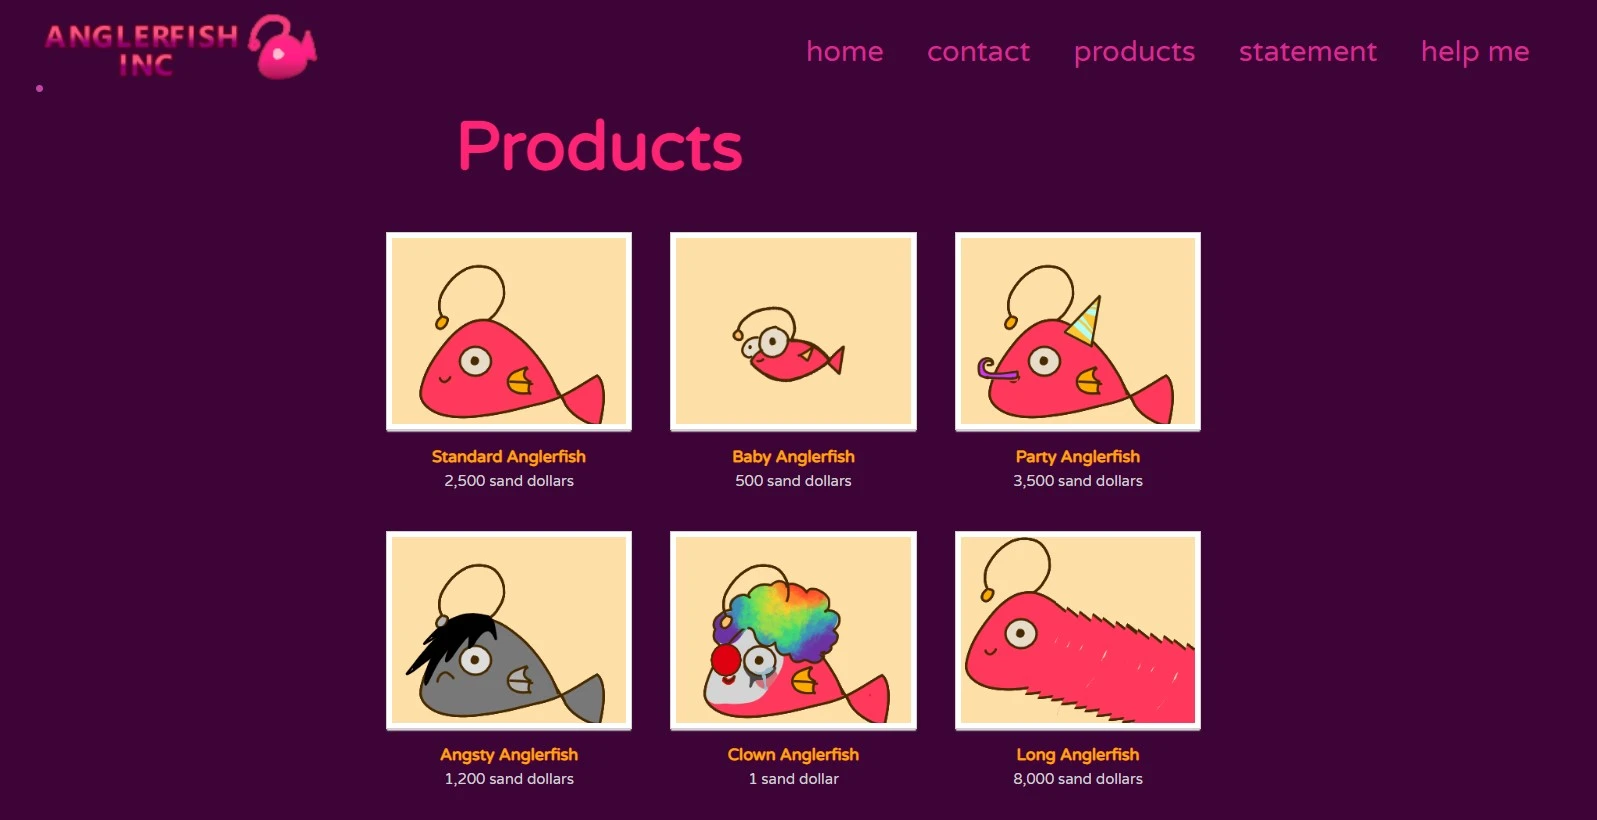 ANGLERFISH
INC
home contact products statement help me
Products
Standard Anglerfish
2,500 sand dollars
Baby Anglerfish
500 sand dollars
Party Anglerfish
3,500 sand dollars
Angsty Anglerfish
1,200 sand dollars
Clown Anglerfish
1 sand dollar
Long Anglerfish
8,000 sand dollars